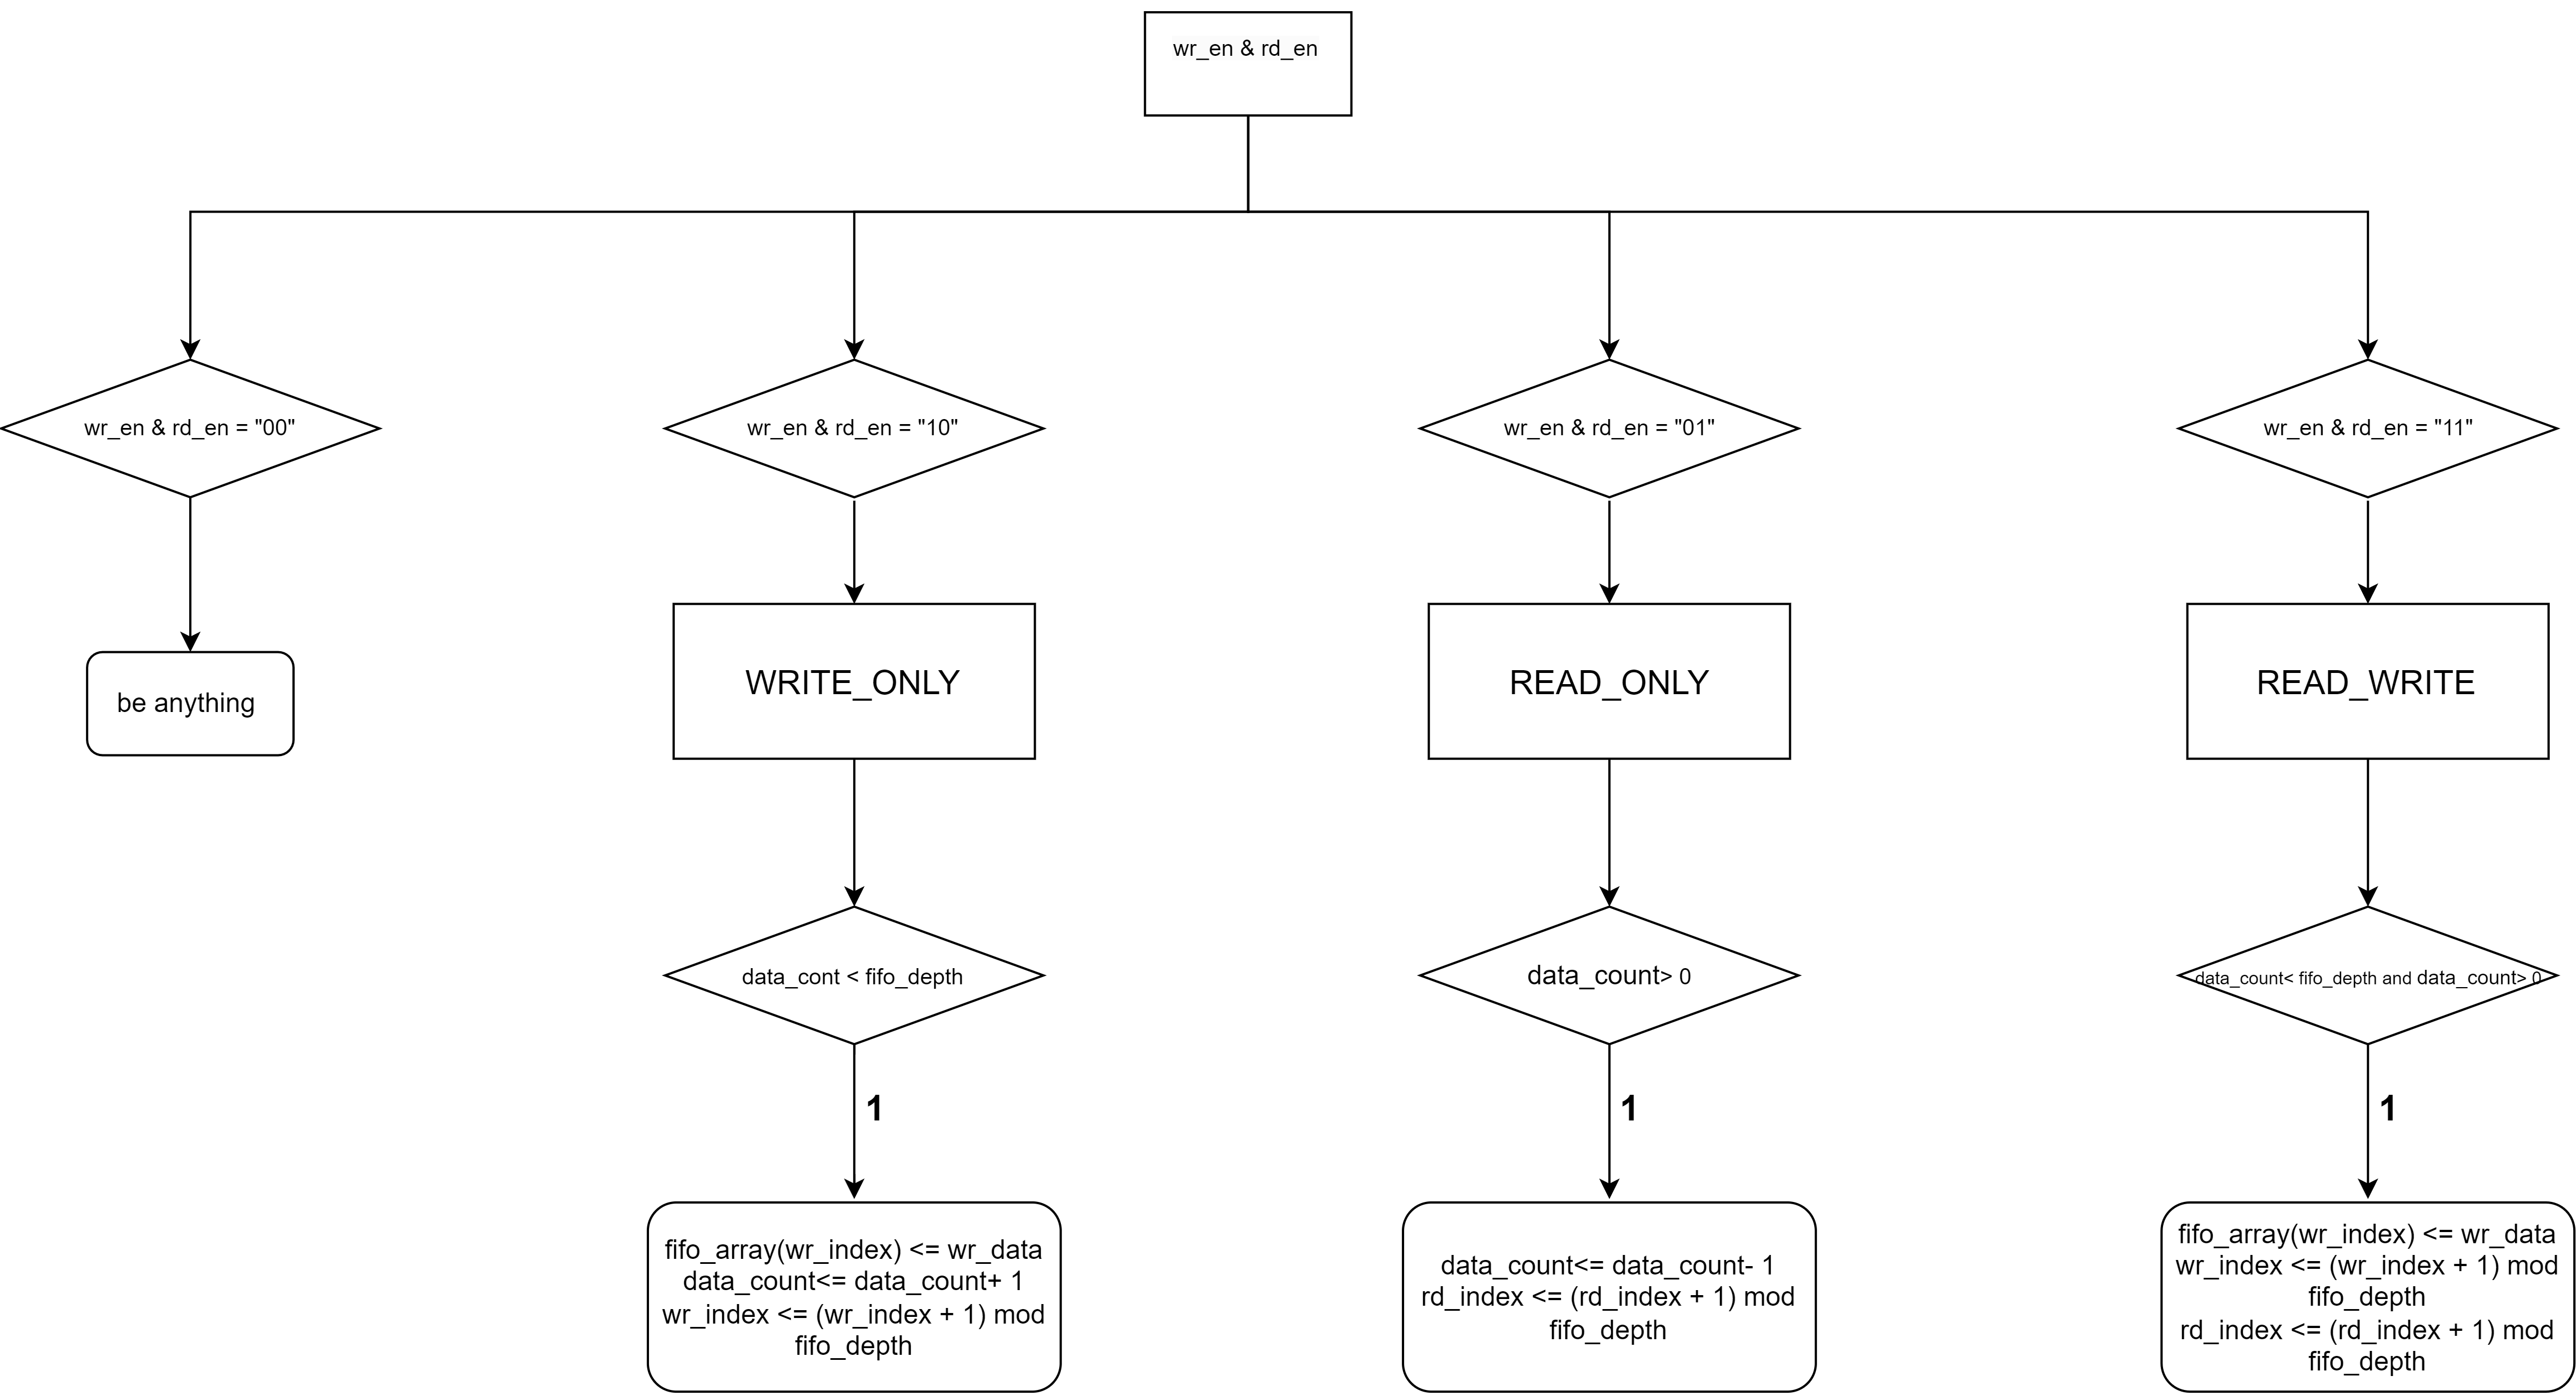 wr_en & rd_en
wr_en & rd_en = "00"
wr_en & rd_en = "10"
wr_en & rd_en = "01"
wr_en & rd_en = "11"
be anything
WRITE_ONLY
READ_ONLY
READ_WRITE
data_cont < fifo_depth
data_count> 0
data_count< fifo_depth and data_count> 0
1
1
1
fifo_array(wr_index) <= wr_data
data_count<= data_count+ 1
wr_index <= (wr_index + 1) mod
fifo_depth
data_count<= data_count- 1
rd_index <= (rd_index + 1) mod
fifo_depth
fifo_array(wr_index) <= wr_data
wr_index <= (wr_index + 1) mod
fifo_depth
rd_index <= (rd_index + 1) mod
fifo_depth